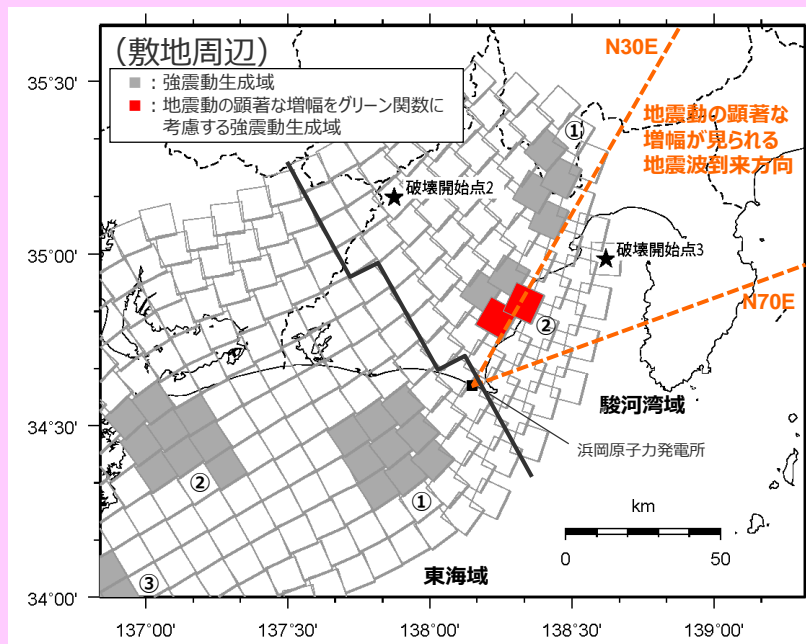 (敷地周辺)
■：強震動生成域
■：地震動の顕著な増幅をグリーン関数に
考慮する強震動生成域
N30E
地震動の顕著な
増幅が見られる
地震波到来方向
①
破壊開始点2
破壊開始点3
N70E
②
駿河湾域
浜岡原子力発電所
②
①
③
東海域
km
0
50
35°30'
35°00'
34°30'
34°00'
137°00'
137°30'
138°00'
138°30'
139°00'